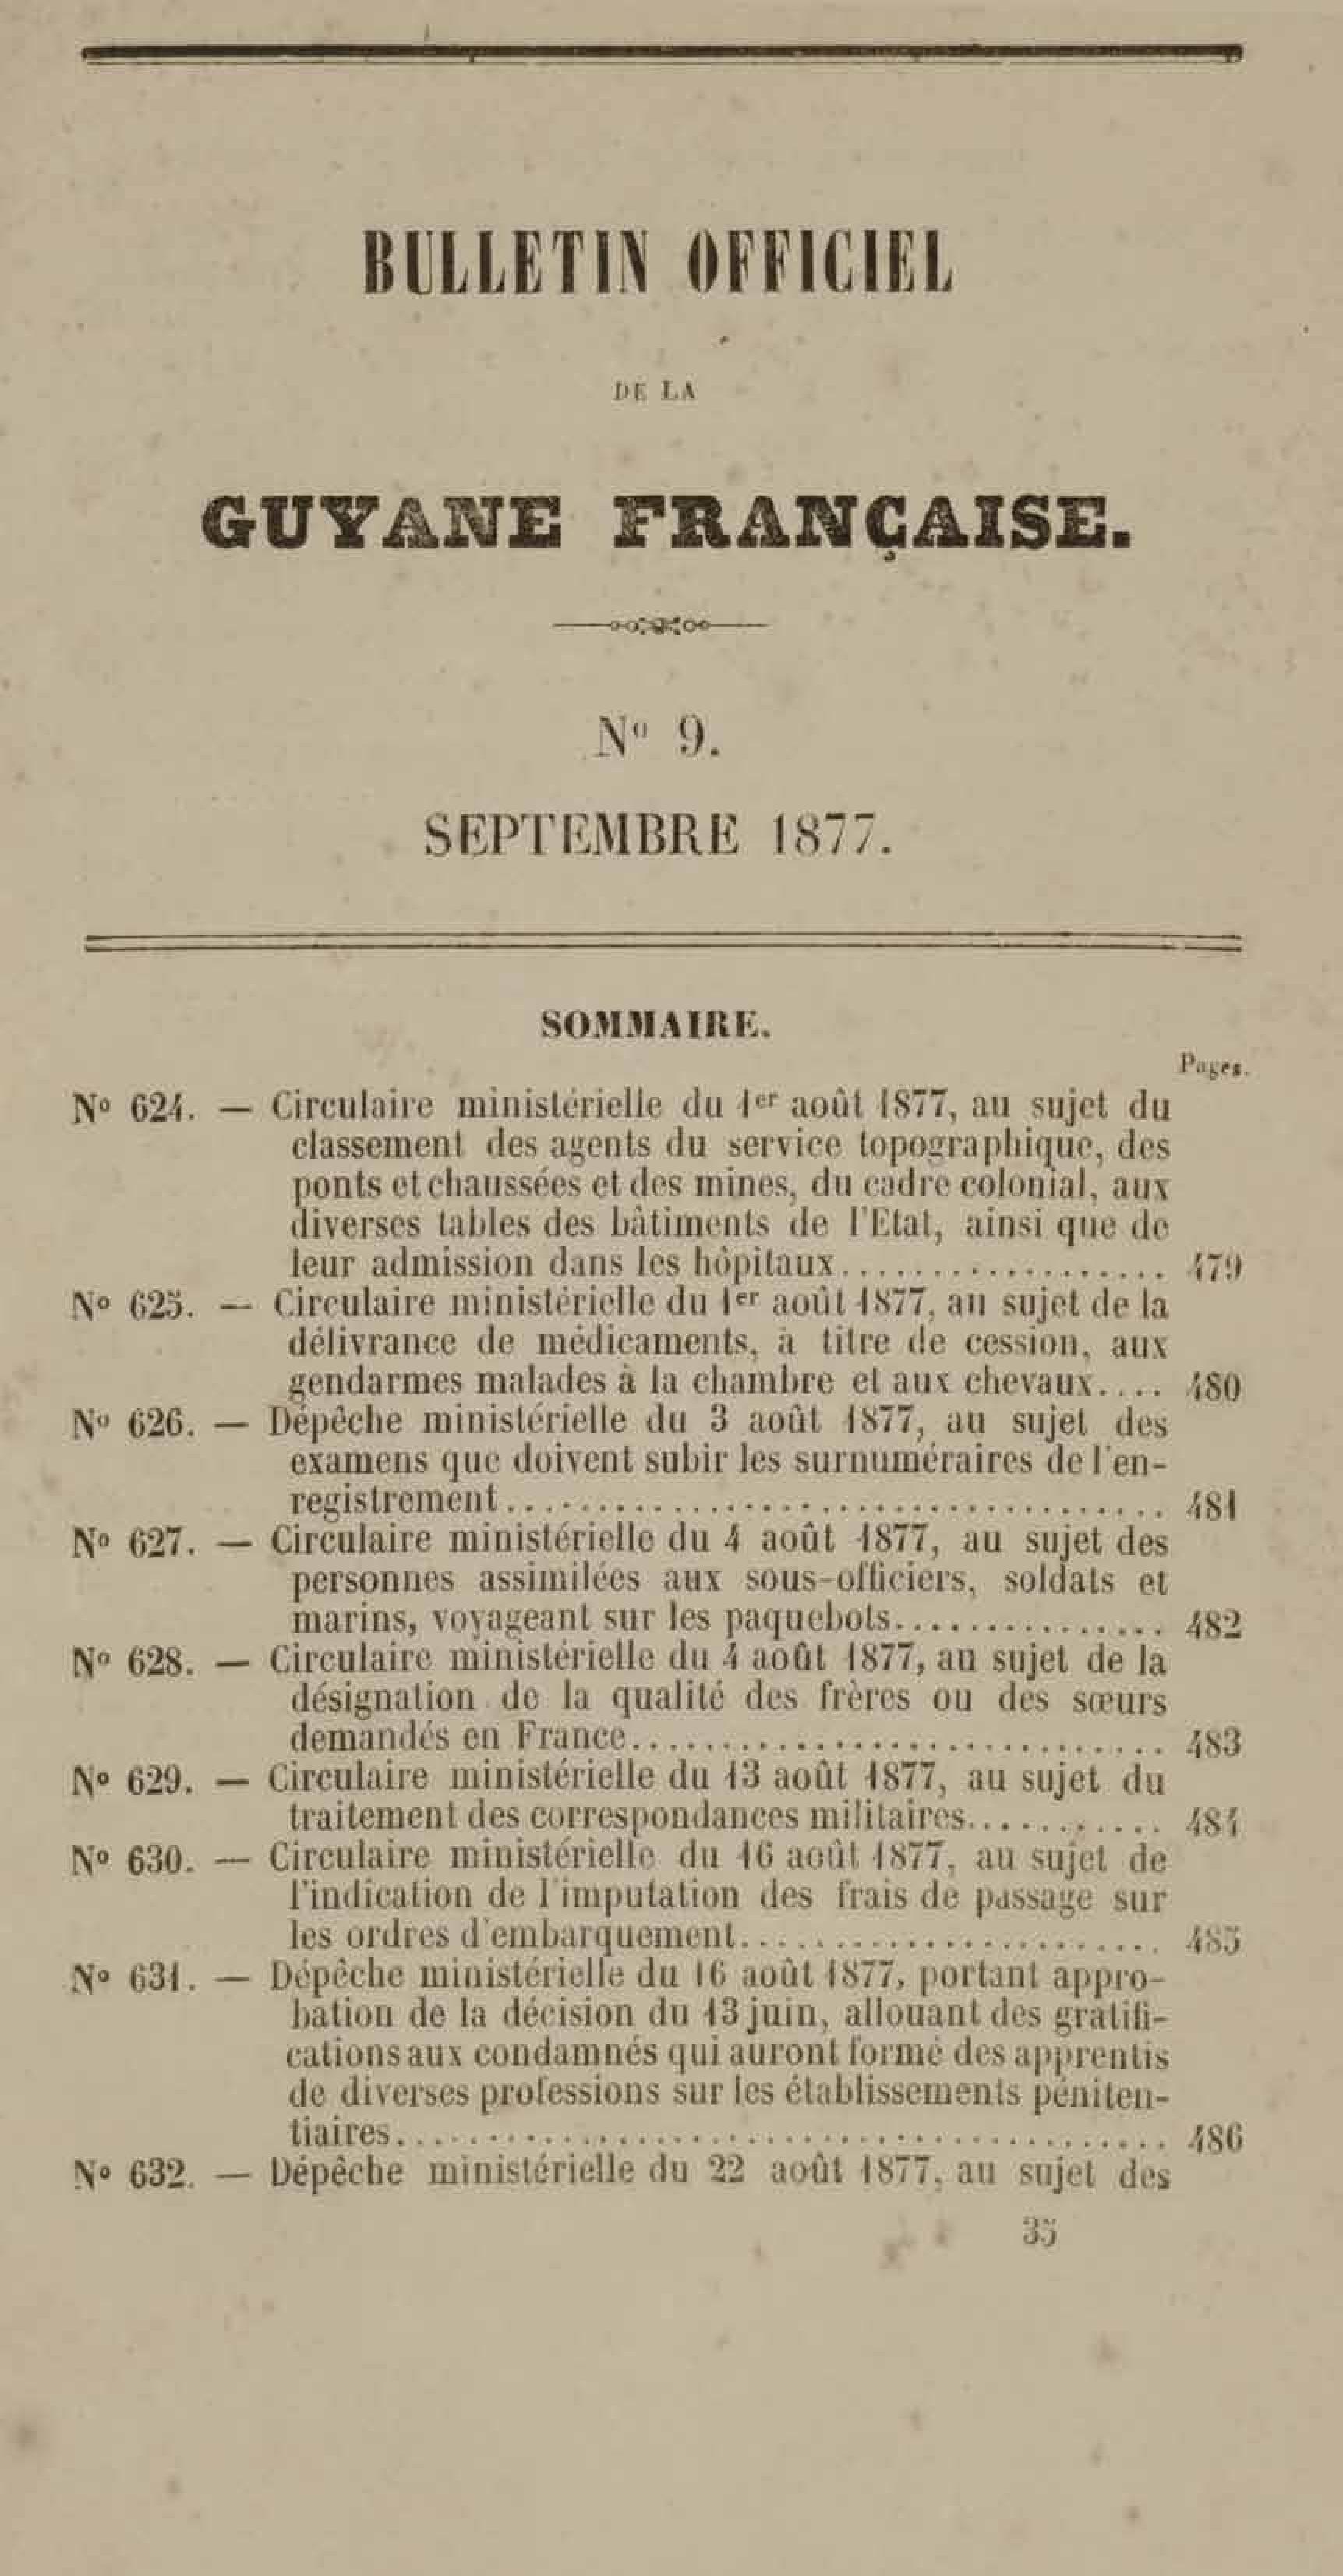 BULLETIN OFFICIEL
DE LA
GUYANE FRANÇAISE.
Nº 9.
SEPTEMBRE 1877.
SOMMAIRE.
Pages.
Nº 624. — Circulaire ministérielle du 1er août 1877, au sujet du
classement des agents du service topographique, des
ponts et chaussées et des mines, du cadre colonial, aux
diverses tables des bâtiments de l'Etat, ainsi que de
leur admission dans les hôpitaux.................. 479
Nº 625. — Circulaire ministérielle du 1er août 1877, au sujet de la
délivrance de médicaments, à titre de cession, aux
gendarmes malades à la chambre et aux chevaux.... 480
Nº 626. — Dépêche ministérielle du 3 août 1877, au sujet des
examens que doivent subir les surnuméraires de l'en-
registrement.................................... 481
Nº 627. — Circulaire ministérielle du 4 août 1877, au sujet des
personnes assimilées aux sous-officiers, soldats et
marins, voyageant sur les paquebots............... 482
Nº 628. — Circulaire ministérielle du 4 août 1877, au sujet de la
désignation de la qualité des frères ou des sœurs
demandés en France............................. 483
Nº 629. — Circulaire ministérielle du 13 août 1877, au sujet du
traitement des correspondances militaires........... 484
Nº 630. — Circulaire ministérielle du 16 août 1877, au sujet de
l'indication de l'imputation des frais de passage sur
les ordres d'embarquement....................... 485
Nº 631. — Dépêche ministérielle du 16 août 1877, portant appro-
bation de la décision du 13 juin, allouant des gratifi-
cations aux condamnés qui auront formé des apprentis
de diverses professions sur les établissements péniten-
tiaires.......................................... 486
Nº 632. — Dépêche ministérielle du 22 août 1877, au sujet des
35